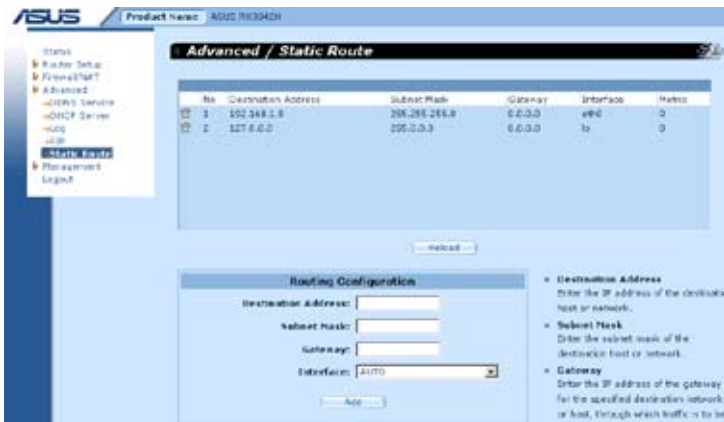 ASUS
Product Name: ASUS RX3042H
Status
Router Setup
Firewall/NAT
Advanced
DDNS Service
DHCP Server
Log
Static Route
Management
Logout
Advanced / Static Route
No Destination Address Subnet Mask Gateway Interface Metric
1 192.168.1.0 255.255.255.0 0.0.0.0 eth0 0
2 127.0.0.0 255.0.0.0 0.0.0.0 lo 0
Reload
Routing Configuration
Destination Address:
Subnet Mask:
Gateway:
Interface: AUTO
Add
Destination Address
Enter the IP address of the destinatio
host or network.
Subnet Mask
Enter the subnet mask of the
destination host or network.
Gateway
Enter the IP address of the gateway
for the specified destination network
or host, through which traffic is to be